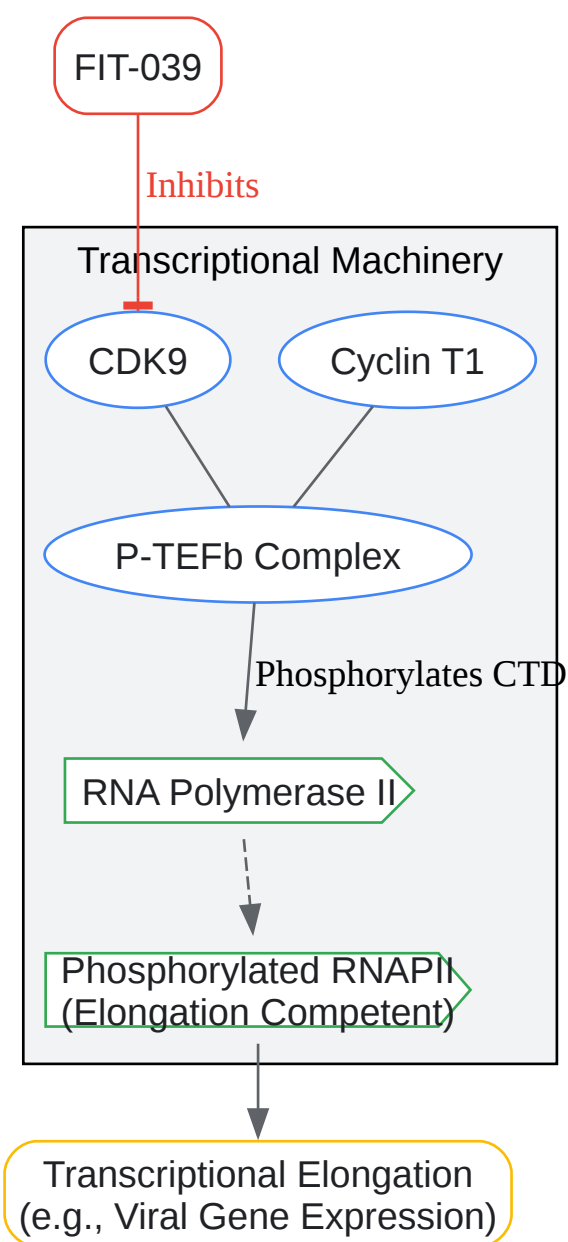 FIT-039
Inhibits
Transcriptional Machinery
CDK9
Cyclin T1
P-TEFb Complex
Phosphorylates CTD
RNA Polymerase II
Phosphorylated RNAPII
(Elongation Competent)
Transcriptional Elongation
(e.g., Viral Gene Expression)